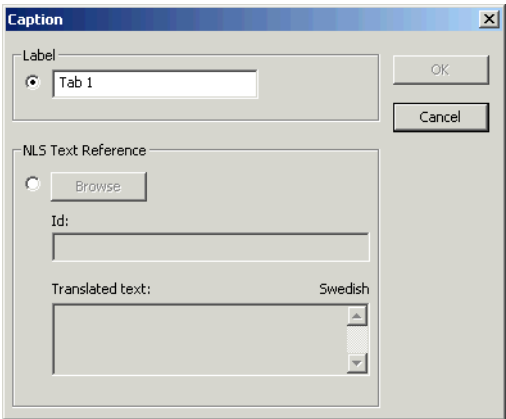 Caption
Label
Tab 1
OK
Cancel
NLS Text Reference
Browse
Id:
Translated text: Swedish